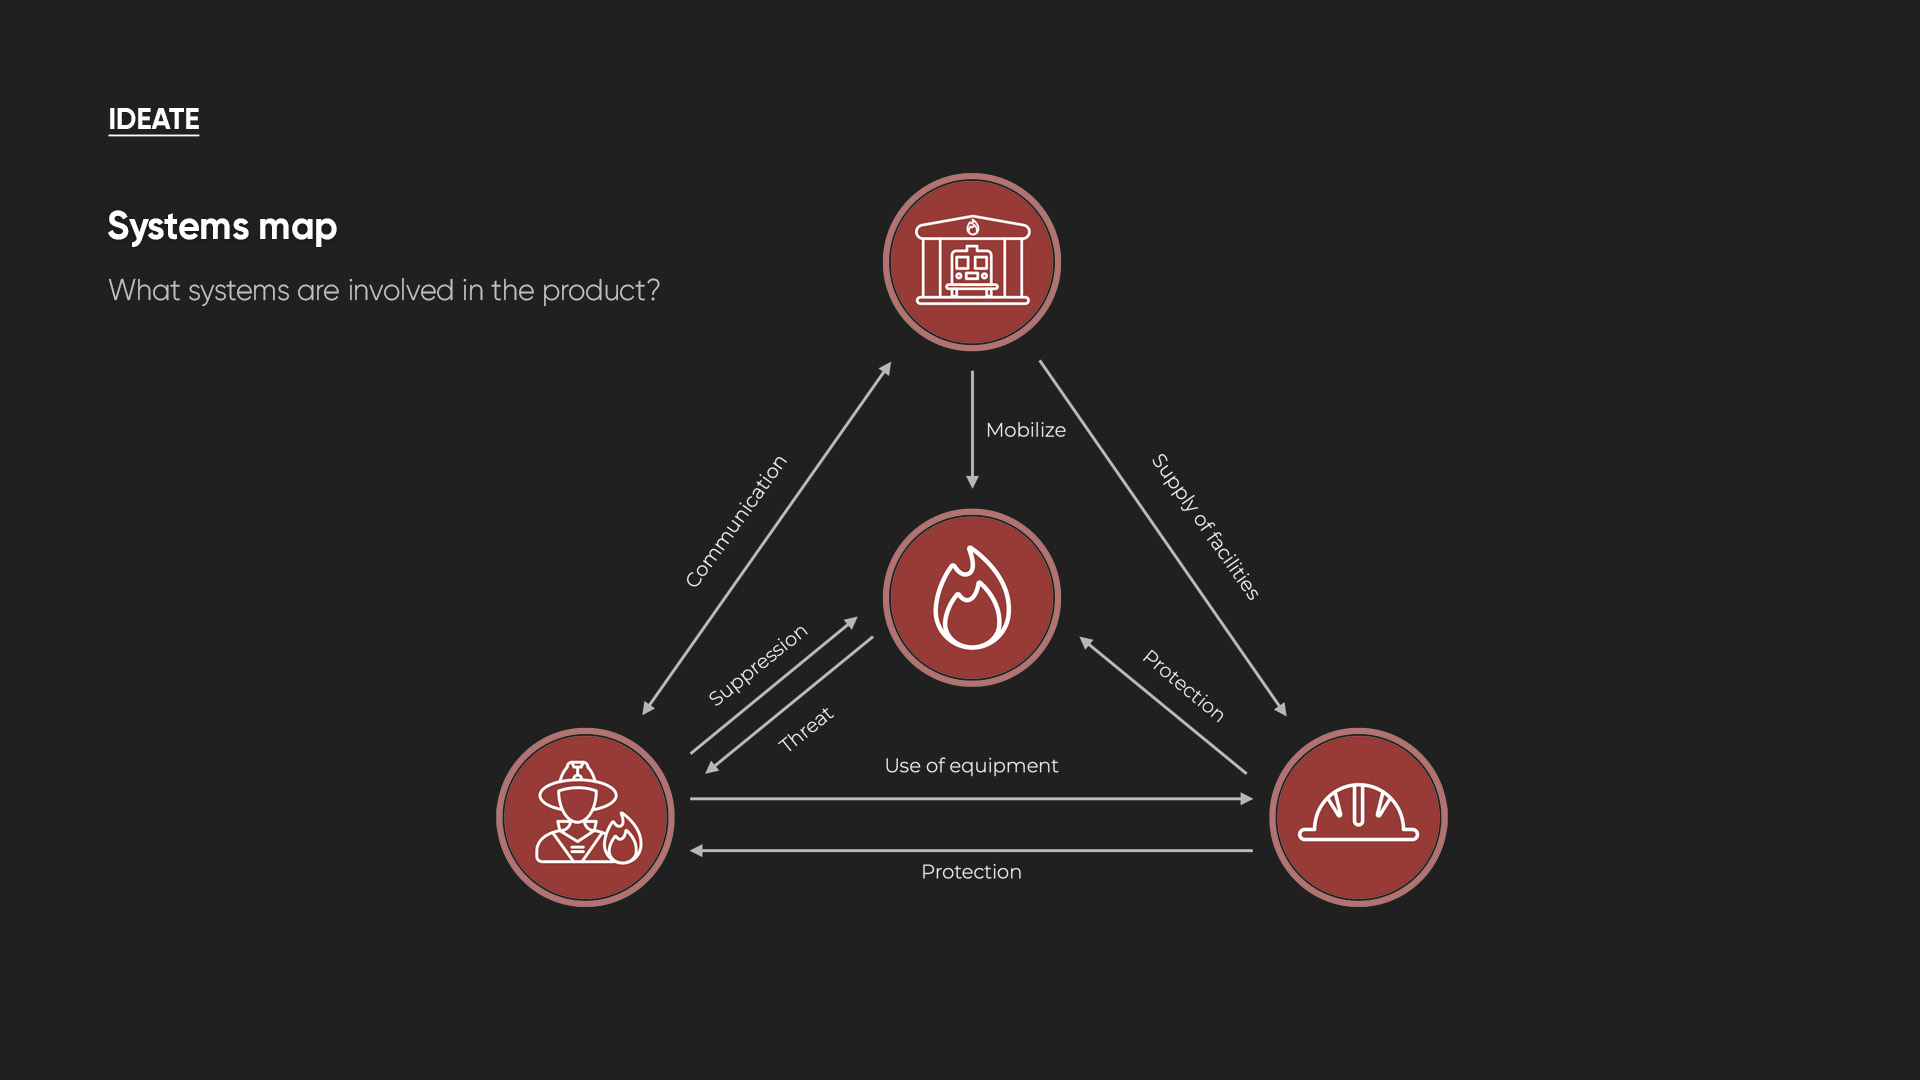 IDEATE
Systems map
What systems are involved in the product?
Mobilize
Communication
Supply of facilities
Suppression
Threat
Protection
Use of equipment
Protection